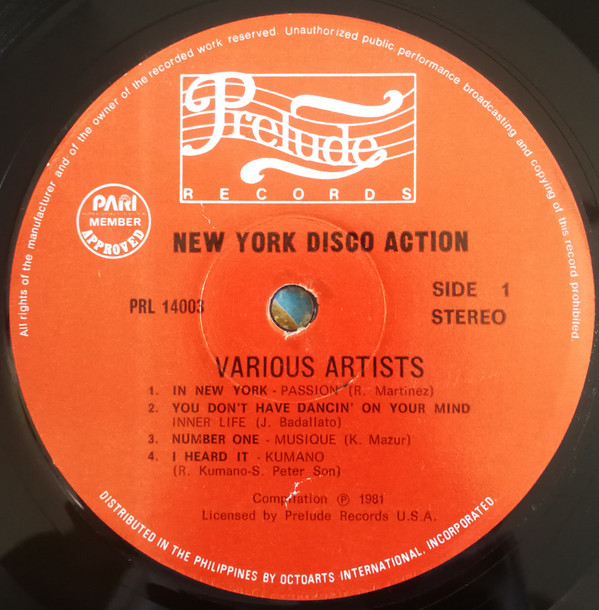 All rights of the manufacturer and of the owner of the recorded work reserved. Unauthorized public performance broadcasting and copying of this record prohibited.
Prelude
RECORDS
PARI
MEMBER
APPROVED
NEW YORK DISCO ACTION
PRL 14003
SIDE 1
STEREO
VARIOUS ARTISTS
1. IN NEW YORK - PASSION (R. Martinez)
2. YOU DON'T HAVE DANCIN' ON YOUR MIND
INNER LIFE (J. Badallato)
3. NUMBER ONE - MUSIQUE (K. Mazur)
4. I HEARD IT - KUMANO
(R. Kumano-S. Peter Son)
Compilation ℗ 1981
Licensed by Prelude Records U.S.A.
DISTRIBUTED IN THE PHILIPPINES BY OCTOARTS INTERNATIONAL, INCORPORATED.